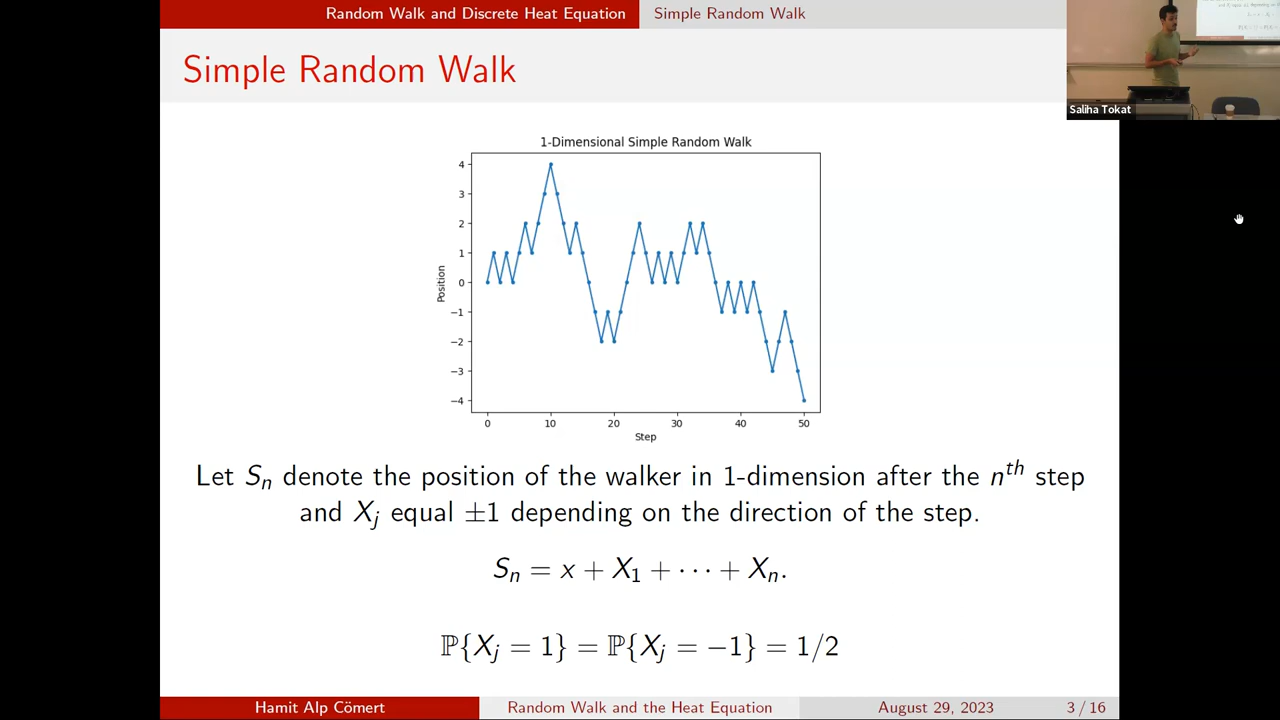 Random Walk and Discrete Heat Equation Simple Random Walk
Simple Random Walk
Saliha Tokat
1-Dimensional Simple Random Walk
4
3
2
1
0
−1
−2
−3
−4
Position
0 10 20 30 40 50
Step
Let Sₙ denote the position of the walker in 1-dimension after the nᵗʰ step
and Xⱼ equal ±1 depending on the direction of the step.
Sₙ = x + X₁ + ⋯ + Xₙ.
ℙ{Xⱼ = 1} = ℙ{Xⱼ = −1} = 1/2
Hamit Alp Cömert Random Walk and the Heat Equation August 29, 2023 3 / 16